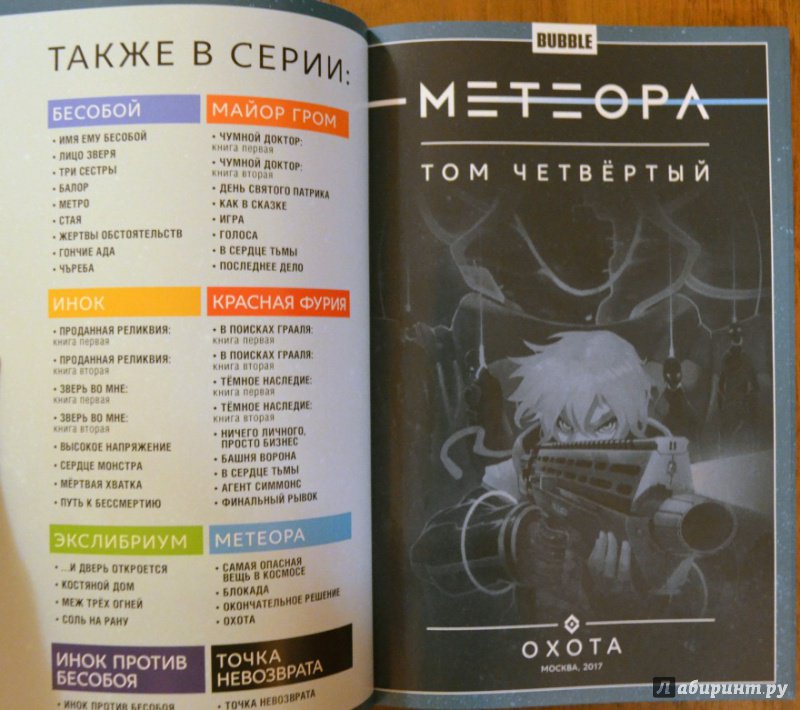 ТАКЖЕ В СЕРИИ:
БЕСОБОЙ
• ИМЯ ЕМУ БЕСОБОЙ
• ЛИЦО ЗВЕРЯ
• ТРИ СЕСТРЫ
• БАЛОР
• МЕТРО
• СТАЯ
• ЖЕРТВЫ ОБСТОЯТЕЛЬСТВ
• ГОНЧИЕ АДА
• ЧЪРЕБА
МАЙОР ГРОМ
• ЧУМНОЙ ДОКТОР:
книга первая
• ЧУМНОЙ ДОКТОР:
книга вторая
• ДЕНЬ СВЯТОГО ПАТРИКА
• КАК В СКАЗКЕ
• ИГРА
• ГОЛОСА
• В СЕРДЦЕ ТЬМЫ
• ПОСЛЕДНЕЕ ДЕЛО
ИНОК
• ПРОДАННАЯ РЕЛИКВИЯ:
книга первая
• ПРОДАННАЯ РЕЛИКВИЯ:
книга вторая
• ЗВЕРЬ ВО МНЕ:
книга первая
• ЗВЕРЬ ВО МНЕ:
книга вторая
• ВЫСОКОЕ НАПРЯЖЕНИЕ
• СЕРДЦЕ МОНСТРА
• МЁРТВАЯ ХВАТКА
• ПУТЬ К БЕССМЕРТИЮ
КРАСНАЯ ФУРИЯ
• В ПОИСКАХ ГРААЛЯ:
книга первая
• В ПОИСКАХ ГРААЛЯ:
книга вторая
• ТЁМНОЕ НАСЛЕДИЕ:
книга первая
• ТЁМНОЕ НАСЛЕДИЕ:
книга вторая
• НИЧЕГО ЛИЧНОГО,
ПРОСТО БИЗНЕС
• БАШНЯ ВОРОНА
• В СЕРДЦЕ ТЬМЫ
• АГЕНТ СИММОНС
• ФИНАЛЬНЫЙ РЫВОК
ЭКСЛИБРИУМ
• ...И ДВЕРЬ ОТКРОЕТСЯ
• КОСТЯНОЙ ДОМ
• МЕЖ ТРЁХ ОГНЕЙ
• СОЛЬ НА РАНУ
МЕТЕОРА
• САМАЯ ОПАСНАЯ
ВЕЩЬ В КОСМОСЕ
• БЛОКАДА
• ОКОНЧАТЕЛЬНОЕ РЕШЕНИЕ
• ОХОТА
ИНОК ПРОТИВ
БЕСОБОЯ
• ИНОК ПРОТИВ БЕСОБОЯ
ТОЧКА
НЕВОЗВРАТА
• ТОЧКА НЕВОЗВРАТА
BUBBLE
МЕТЕОРА
ТОМ ЧЕТВЁРТЫЙ
ОХОТА
МОСКВА, 2017
Лабиринт.ру